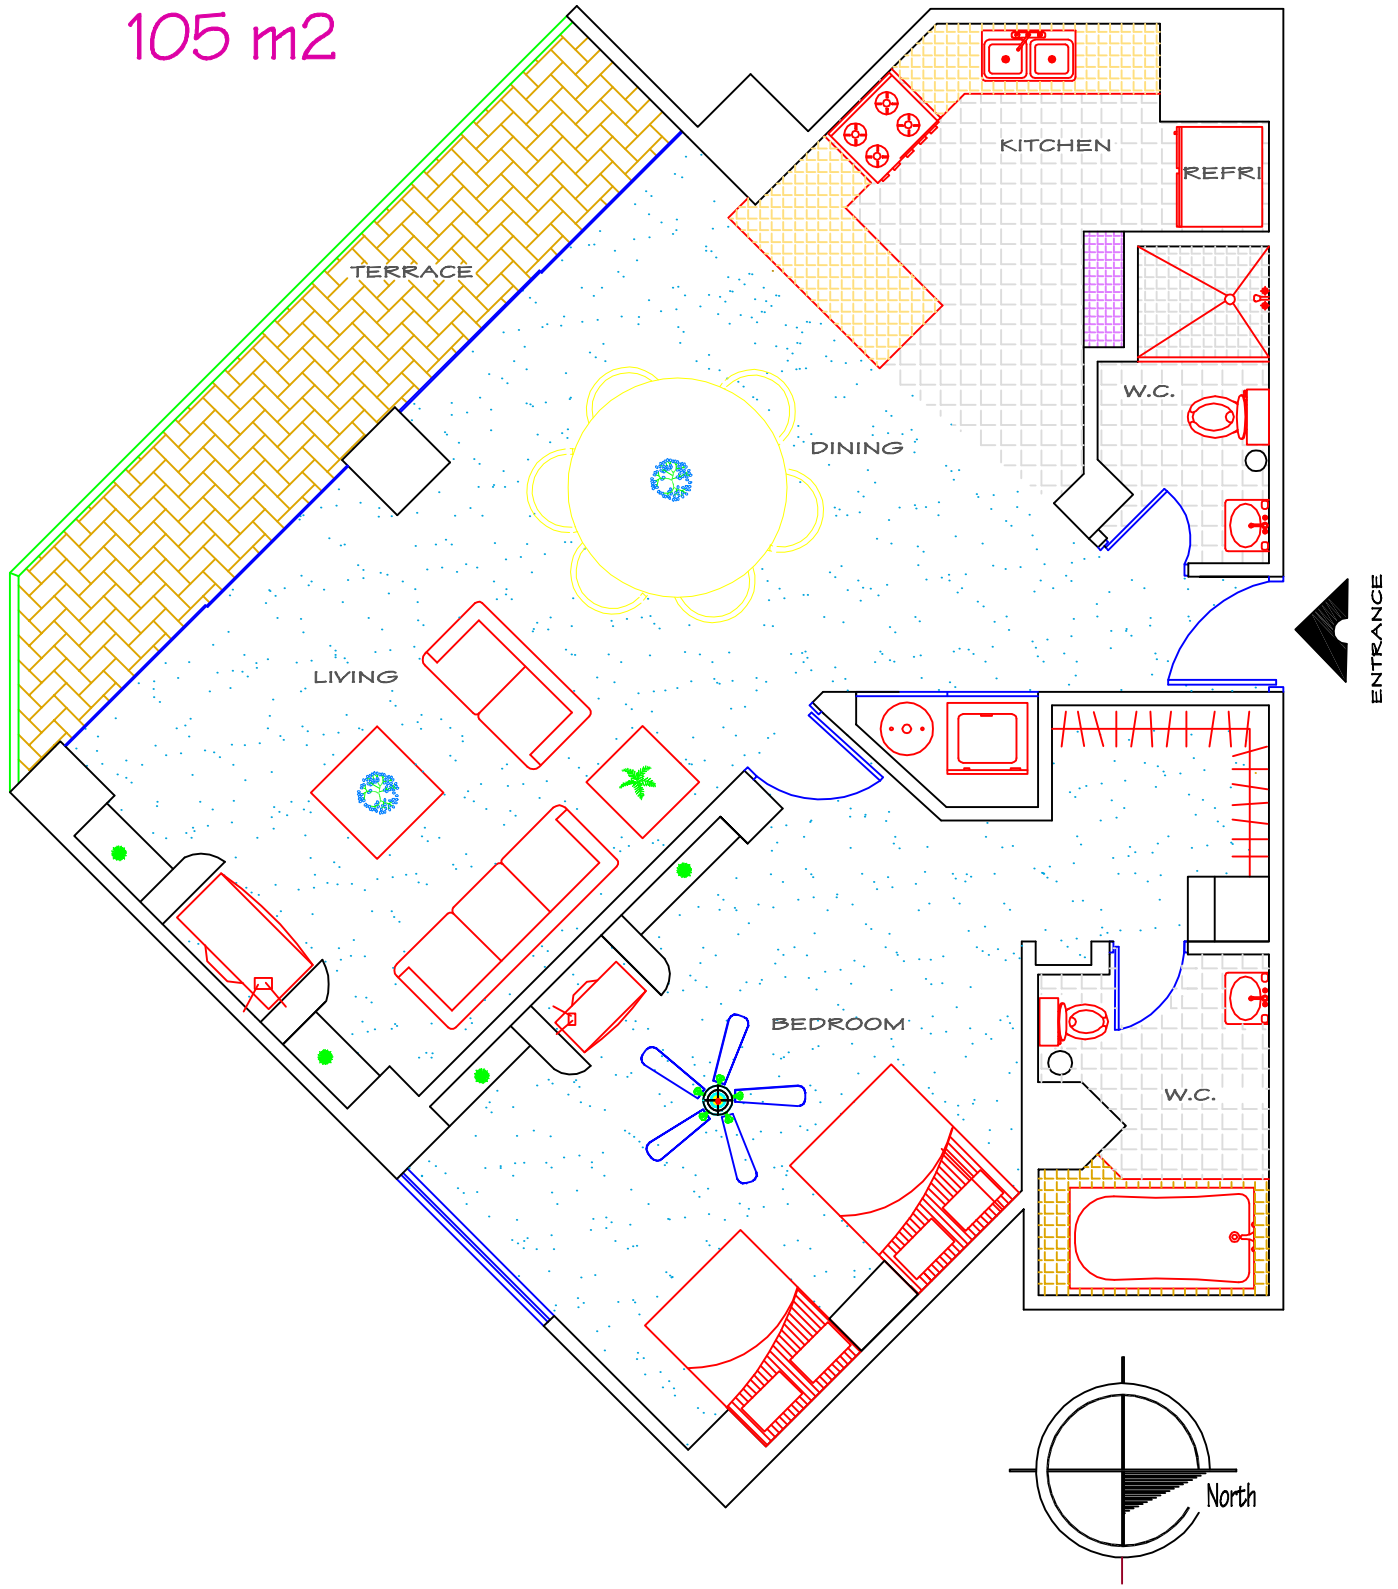 105 m2
KITCHEN
REFRI
TERRACE
W.C.
DINING
ENTRANCE
LIVING
BEDROOM
W.C.
North